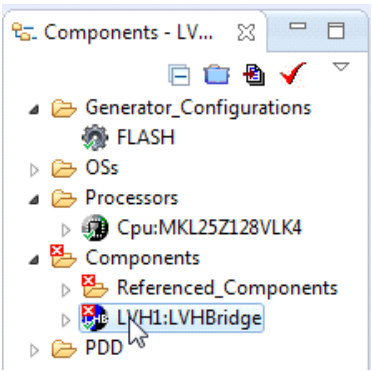 Components - LV...
Generator_Configurations
FLASH
OSs
Processors
Cpu:MKL25Z128VLK4
Components
Referenced_Components
LVH1:LVHBridge
PDD